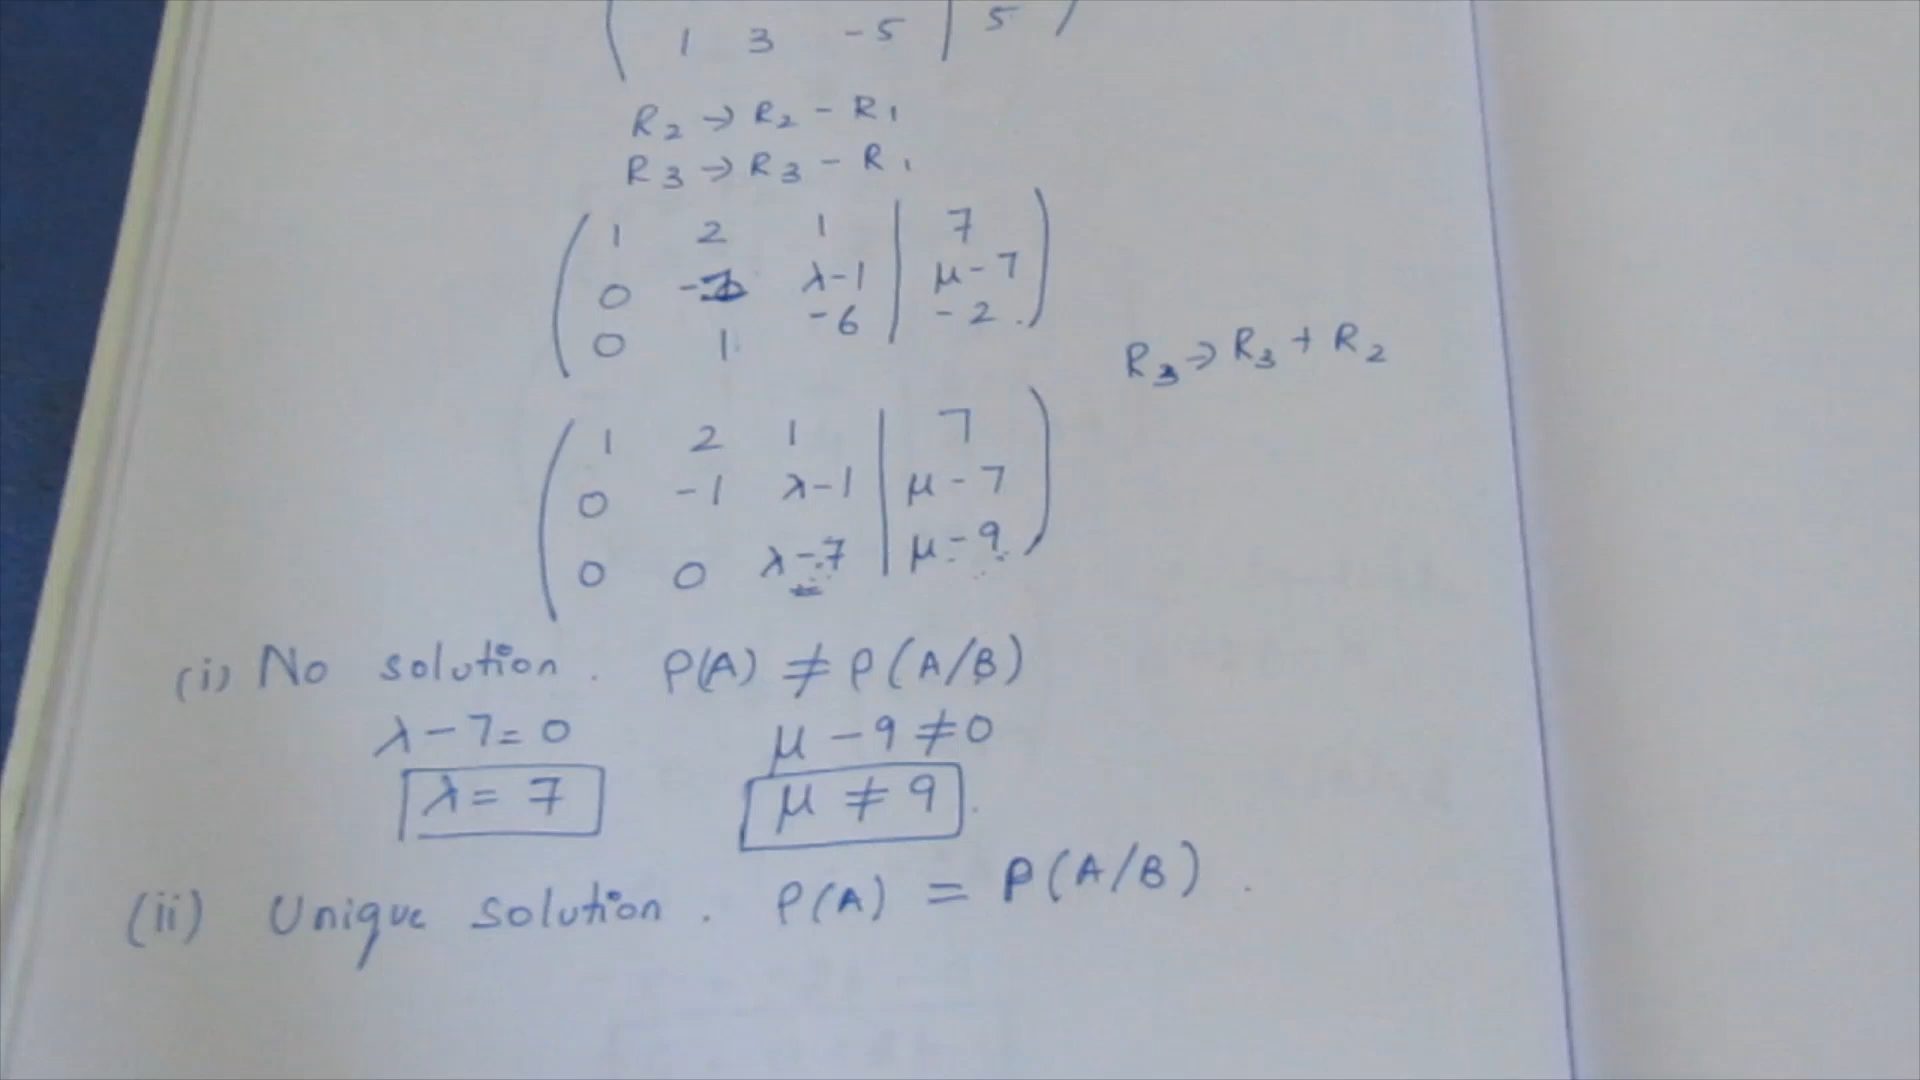 1 3 -5 | 5
R₂ → R₂ - R₁
R₃ → R₃ - R₁
1 2 1 | 7
0 λ-1 | μ-7
0 1 -6 | -2
R₃ → R₃ + R₂
1 2 1 | 7
0 -1 λ-1 | μ-7
0 0 λ-7 | μ-9
(i) No solution. ρ(A) ≠ ρ(A/B)
λ-7=0 μ-9≠0
λ=7 μ≠9.
(ii) Unique solution. ρ(A) = ρ(A/B).